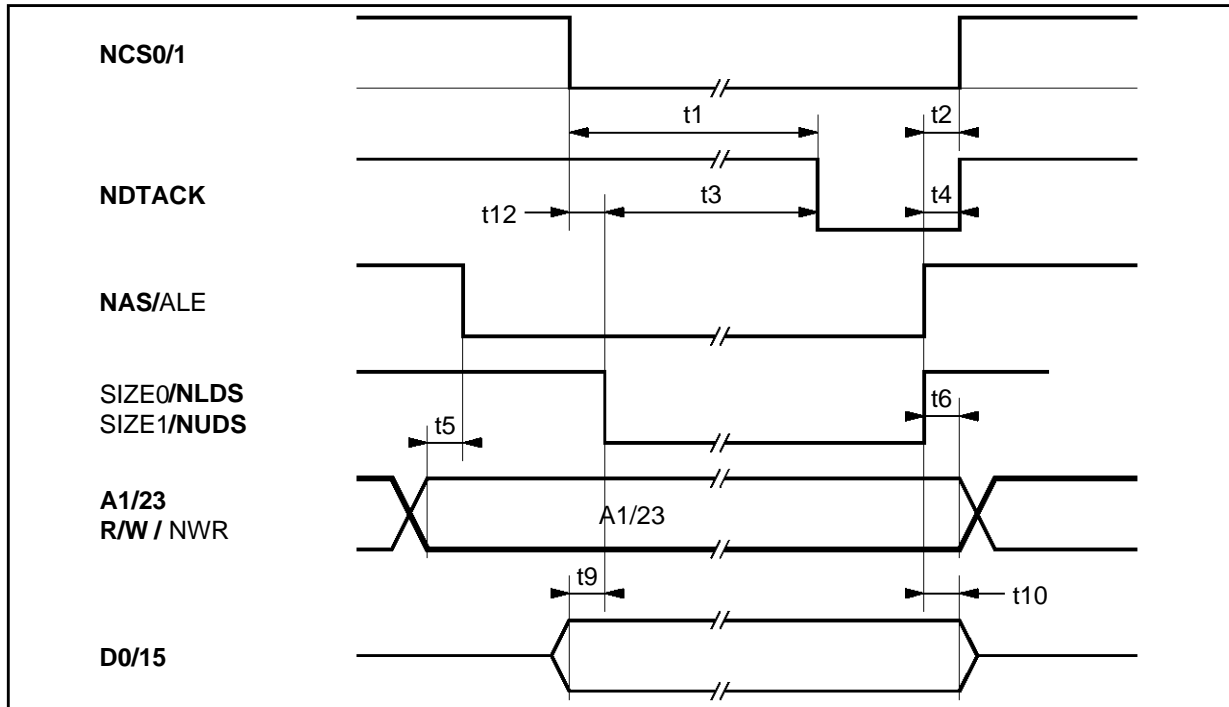 NCS0/1
t1
t2
NDTACK
t12
t3
t4
NAS/ALE
SIZE0/NLDS
SIZE1/NUDS
t5
t6
A1/23
R/W / NWR
A1/23
t9
t10
D0/15